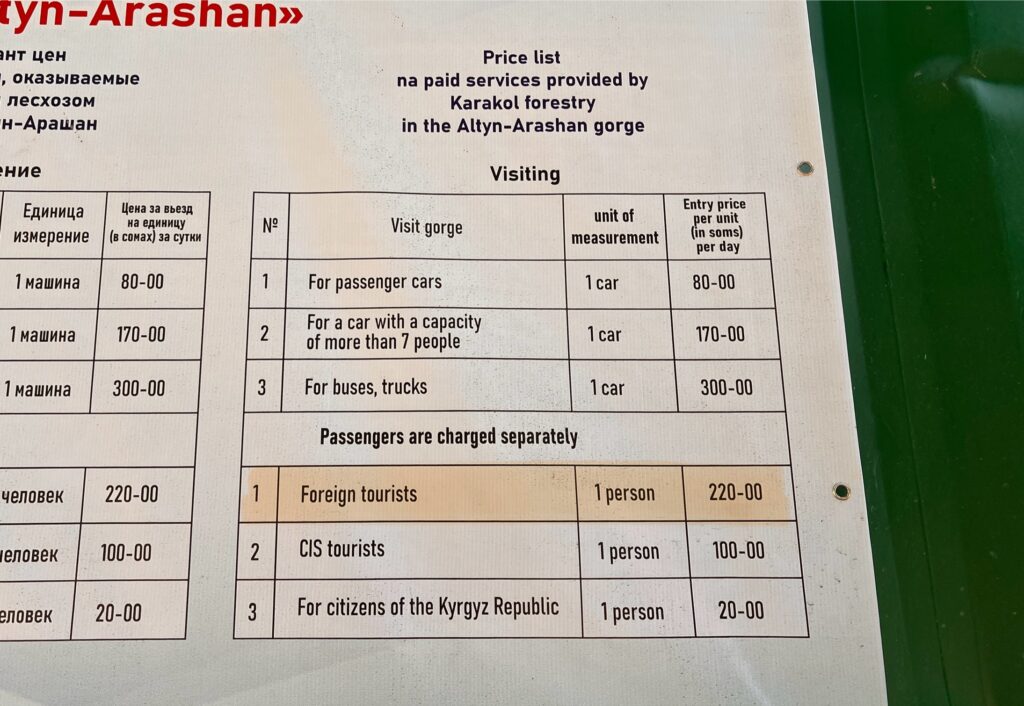 tyn-Arashan»
ант цен
, оказываемые
лесхозом
н-Арашан
ение
Единица
измерение
Цена за въезд
на единицу
(в сомах) за сутки
1 машина 80-00
1 машина 170-00
1 машина 300-00
человек 220-00
человек 100-00
еловек 20-00
Price list
na paid services provided by
Karakol forestry
in the Altyn-Arashan gorge
Visiting
№ Visit gorge
unit of
measurement
Entry price
per unit
(in soms)
per day
1 For passenger cars 1 car 80-00
2 For a car with a capacity
of more than 7 people 1 car 170-00
3 For buses, trucks 1 car 300-00
Passengers are charged separately
1 Foreign tourists 1 person 220-00
2 CIS tourists 1 person 100-00
3 For citizens of the Kyrgyz Republic 1 person 20-00